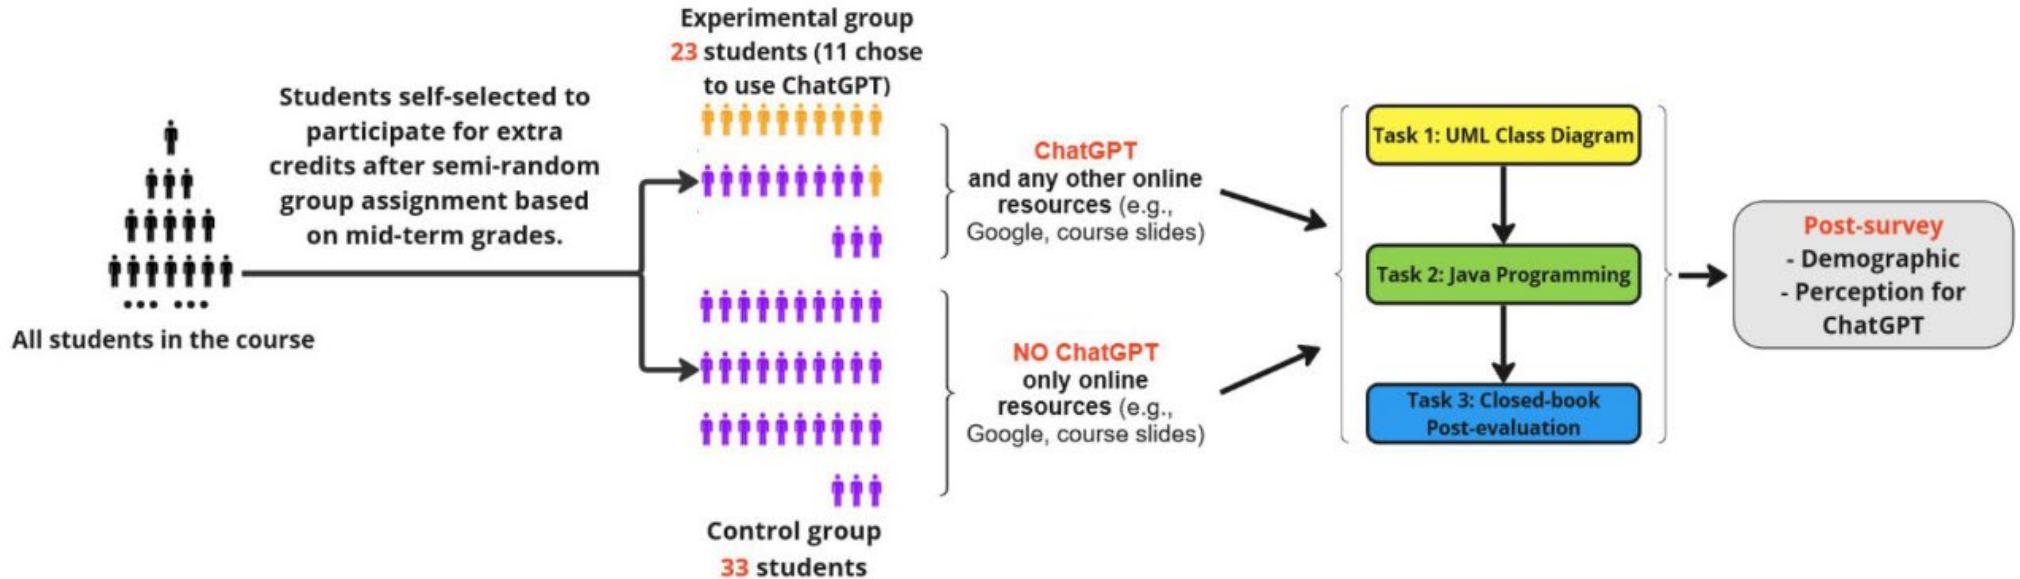 Experimental group
23 students (11 chose
to use ChatGPT)
Students self-selected to
participate for extra
credits after semi-random
group assignment based
on mid-term grades.
All students in the course
ChatGPT
and any other online
resources (e.g.,
Google, course slides)
NO ChatGPT
only online
resources (e.g.,
Google, course slides)
Control group
33 students
Task 1: UML Class Diagram
Task 2: Java Programming
Task 3: Closed-book
Post-evaluation
Post-survey
- Demographic
- Perception for
ChatGPT